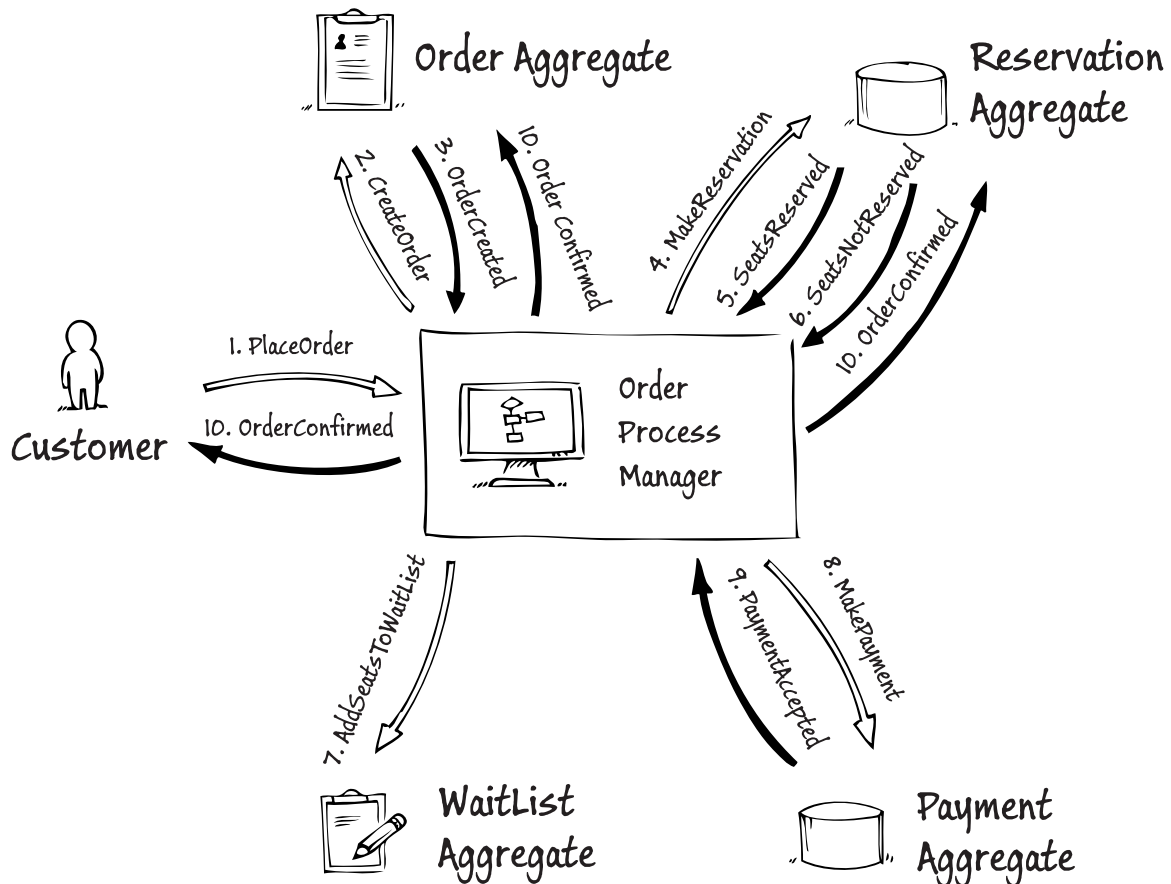 Order Aggregate
Reservation
Aggregate
2. CreateOrder
3. OrderCreated
10. Order Confirmed
4. MakeReservation
5. SeatsReserved
6. SeatsNotReserved
10. OrderConfirmed
1. PlaceOrder
10. OrderConfirmed
Customer
Order
Process
Manager
7. AddSeatsToWaitList
9. PaymentAccepted
8. MakePayment
WaitList
Aggregate
Payment
Aggregate